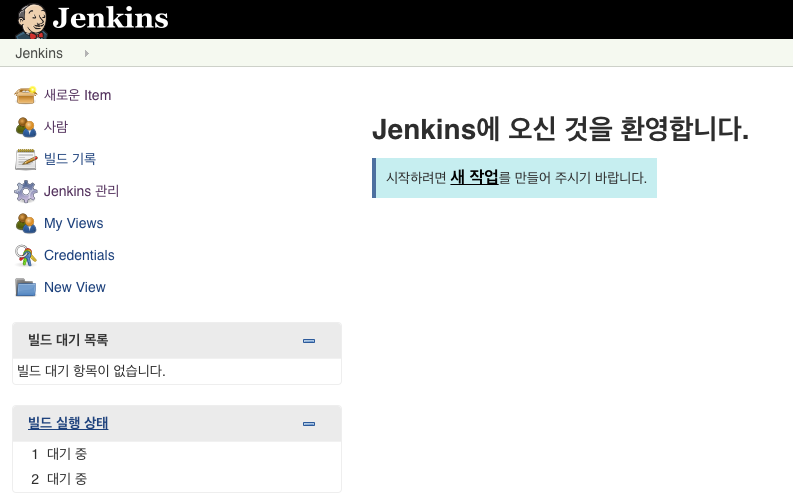 Jenkins
Jenkins
새로운 Item
사람
빌드 기록
Jenkins 관리
My Views
Credentials
New View
빌드 대기 목록
빌드 대기 항목이 없습니다.
빌드 실행 상태
1 대기 중
2 대기 중
Jenkins에 오신 것을 환영합니다.
시작하려면 새 작업를 만들어 주시기 바랍니다.